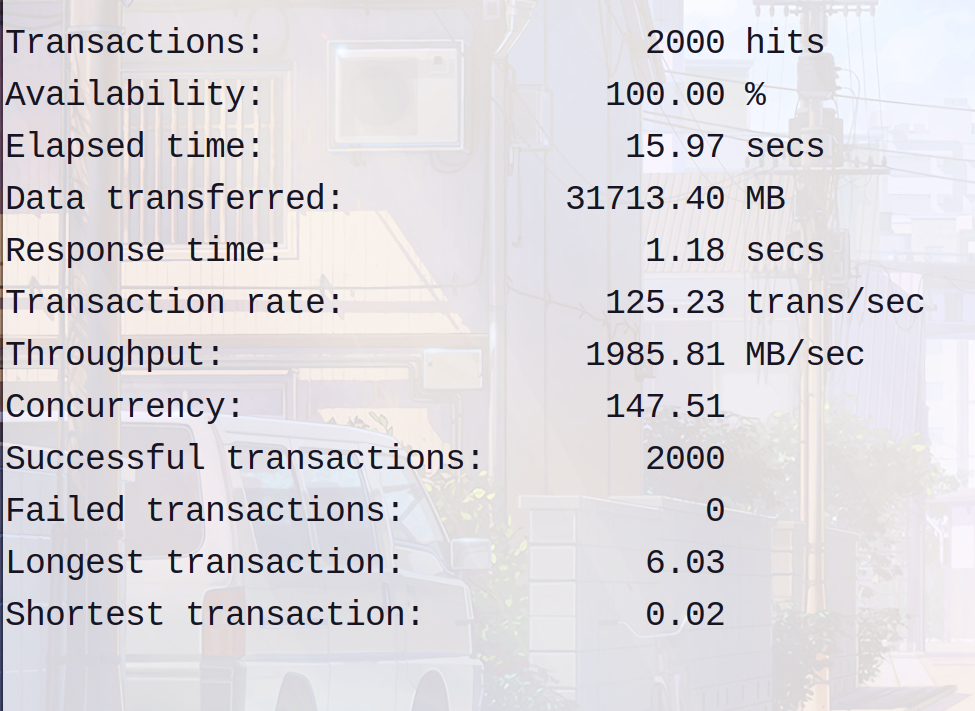 Transactions: 2000 hits
Availability: 100.00 %
Elapsed time: 15.97 secs
Data transferred: 31713.40 MB
Response time: 1.18 secs
Transaction rate: 125.23 trans/sec
Throughput: 1985.81 MB/sec
Concurrency: 147.51
Successful transactions: 2000
Failed transactions: 0
Longest transaction: 6.03
Shortest transaction: 0.02